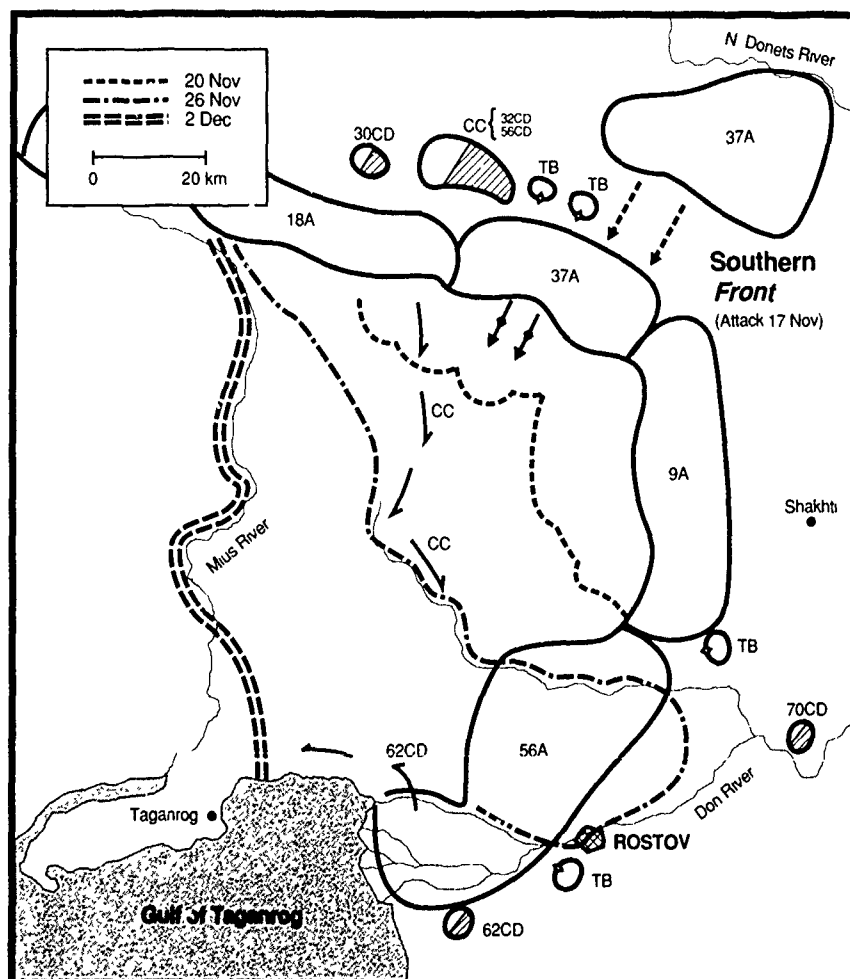 N Donets River
20 Nov
26 Nov
2 Dec
0 20 km
30CD
CC { 32CD
56CD
TB
TB
37A
18A
37A
Southern
Front
(Attack 17 Nov)
CC
9A
Shakhti
Mius River
CC
TB
70CD
62CD
56A
Don River
Taganrog
ROSTOV
TB
Gulf of Taganrog
62CD